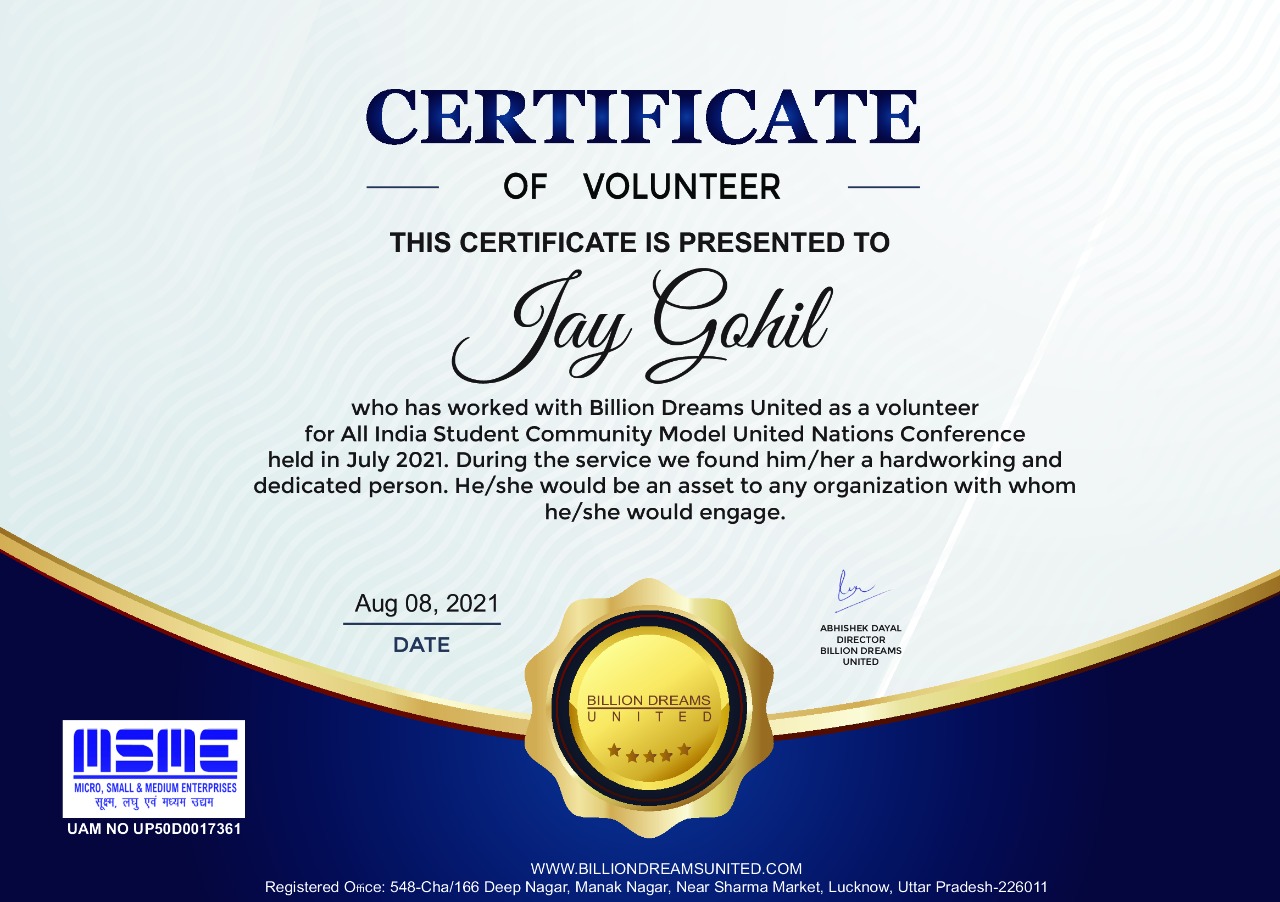 CERTIFICATE
OF VOLUNTEER
THIS CERTIFICATE IS PRESENTED TO
Jay Gohil
who has worked with Billion Dreams United as a volunteer
for All India Student Community Model United Nations Conference
held in July 2021. During the service we found him/her a hardworking and
dedicated person. He/she would be an asset to any organization with whom
he/she would engage.
Aug 08, 2021
DATE
BILLION DREAMS
UNITED
ABHISHEK DAYAL
DIRECTOR
BILLION DREAMS
UNITED
MSME
MICRO, SMALL & MEDIUM ENTERPRISES
सूक्ष्म, लघु एवं मध्यम उद्यम
UAM NO UP50D0017361
WWW.BILLIONDREAMSUNITED.COM
Registered Office: 548-Cha/166 Deep Nagar, Manak Nagar, Near Sharma Market, Lucknow, Uttar Pradesh-226011